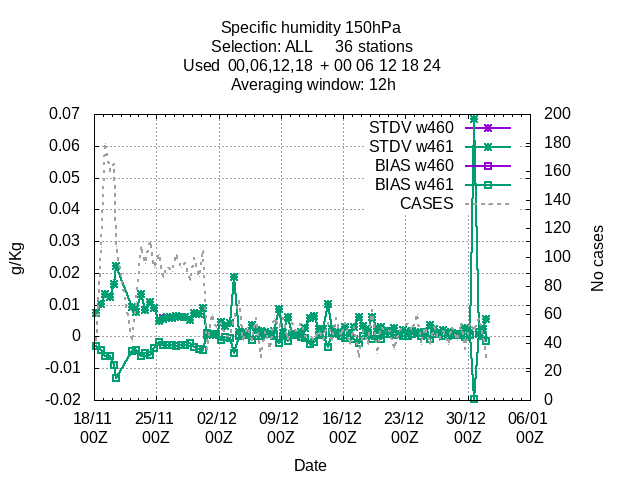 Specific humidity 150hPa
Selection: ALL 36 stations
Used 00,06,12,18 + 00 06 12 18 24
Averaging window: 12h
0.07
0.06
0.05
0.04
0.03
0.02
0.01
0
-0.01
-0.02
g/Kg
200
180
160
140
120
100
80
60
40
20
0
No cases
STDV w460
STDV w461
BIAS w460
BIAS w461
CASES
18/11 25/11 02/12 09/12 16/12 23/12 30/12 06/01
00Z 00Z 00Z 00Z 00Z 00Z 00Z 00Z
Date